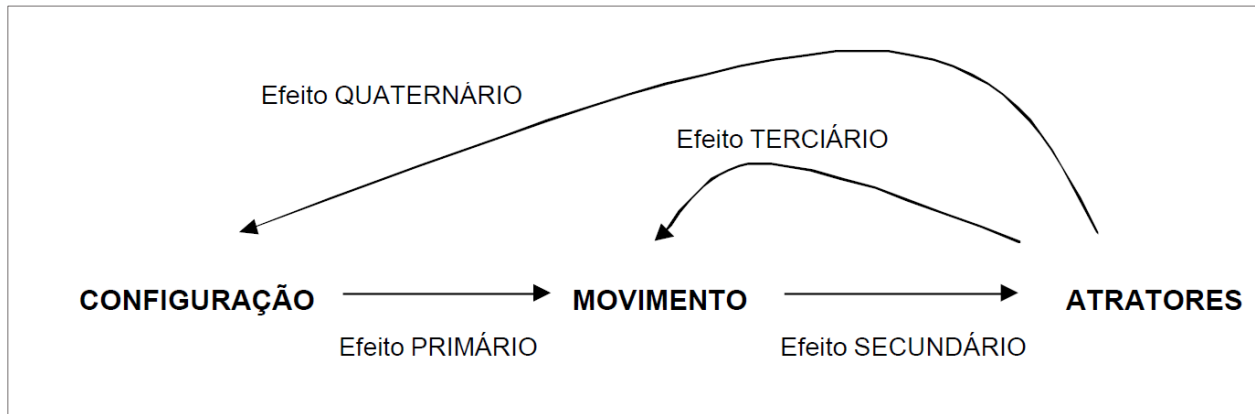 Efeito QUATERNÁRIO
Efeito TERCIÁRIO
CONFIGURAÇÃO MOVIMENTO ATRATORES
Efeito PRIMÁRIO Efeito SECUNDÁRIO